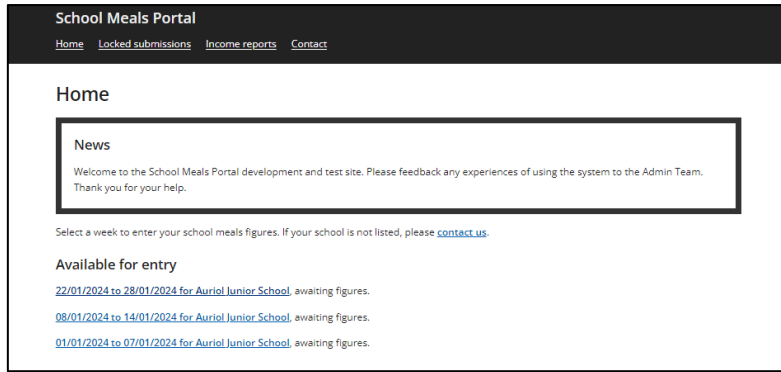 School Meals Portal
Home Locked submissions Income reports Contact
Home
News
Welcome to the School Meals Portal development and test site. Please feedback any experiences of using the system to the Admin Team.
Thank you for your help.
Select a week to enter your school meals figures. If your school is not listed, please contact us.
Available for entry
22/01/2024 to 28/01/2024 for Auriol Junior School, awaiting figures.
08/01/2024 to 14/01/2024 for Auriol Junior School, awaiting figures.
01/01/2024 to 07/01/2024 for Auriol Junior School, awaiting figures.